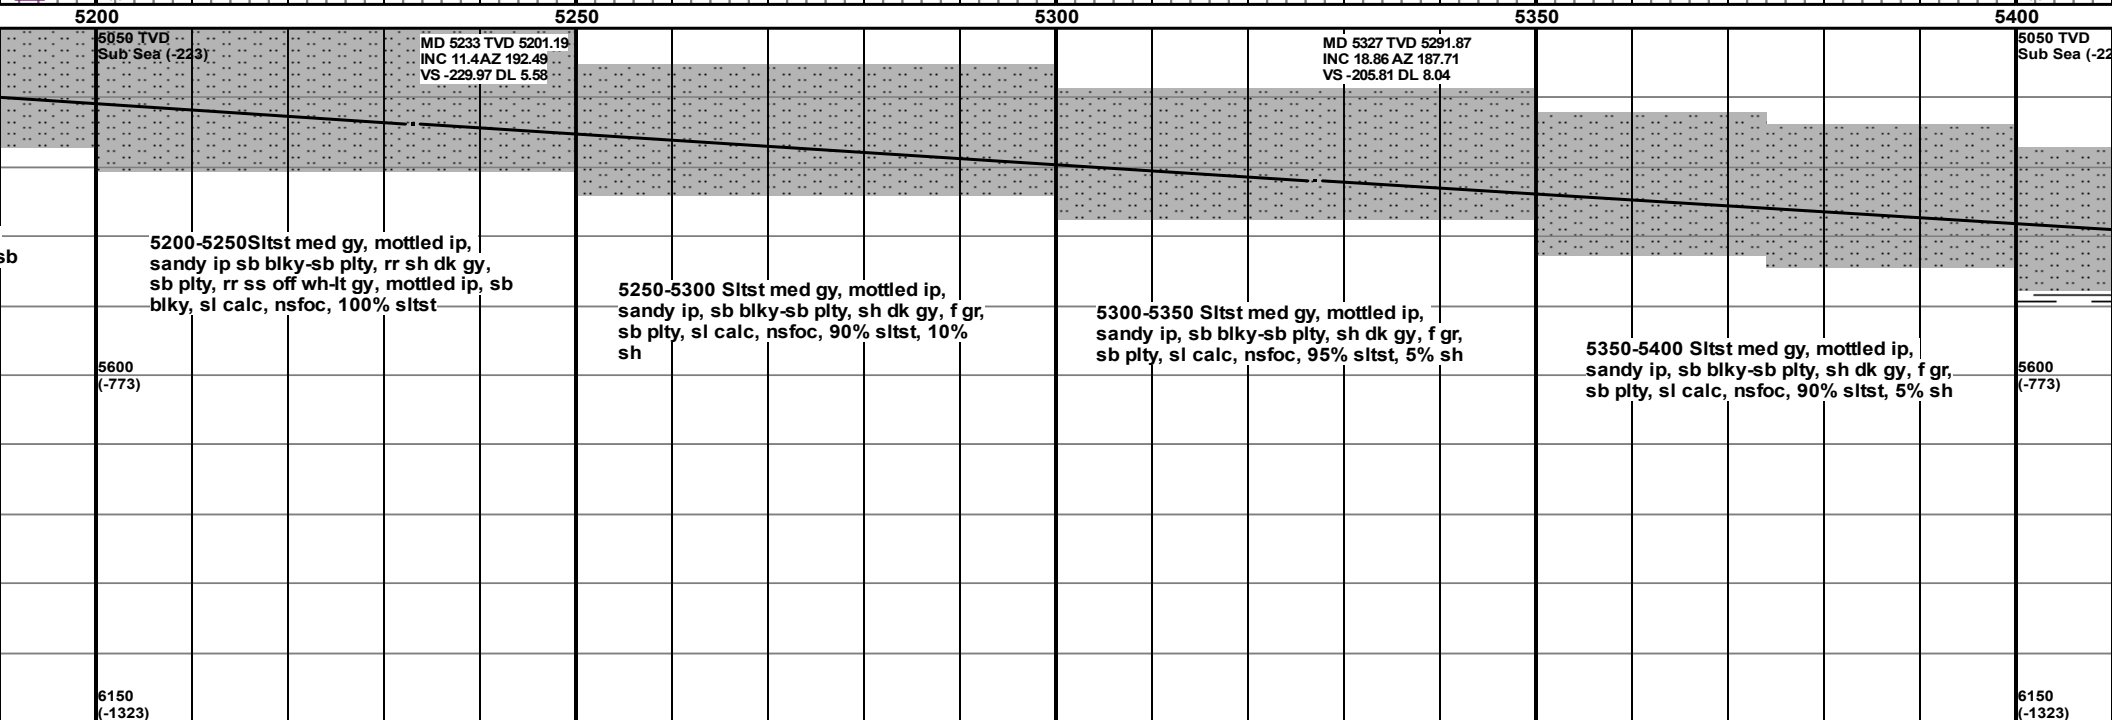 5200 5250 5300 5350 5400
5050 TVD
Sub Sea (-223)
MD 5233 TVD 5201.19
INC 11.4AZ 192.49
VS -229.97 DL 5.58
MD 5327 TVD 5291.87
INC 18.86 AZ 187.71
VS -205.81 DL 8.04
5050 TVD
Sub Sea (-22
sb
5200-5250Sltst med gy, mottled ip,
sandy ip sb blky-sb plty, rr sh dk gy,
sb plty, rr ss off wh-lt gy, mottled ip, sb
blky, sl calc, nsfoc, 100% sltst
5250-5300 Sltst med gy, mottled ip,
sandy ip, sb blky-sb plty, sh dk gy, f gr,
sb plty, sl calc, nsfoc, 90% sltst, 10%
sh
5300-5350 Sltst med gy, mottled ip,
sandy ip, sb blky-sb plty, sh dk gy, f gr,
sb plty, sl calc, nsfoc, 95% sltst, 5% sh
5350-5400 Sltst med gy, mottled ip,
sandy ip, sb blky-sb plty, sh dk gy, f gr,
sb plty, sl calc, nsfoc, 90% sltst, 5% sh
5600
(-773)
5600
(-773)
6150
(-1323)
6150
(-1323)